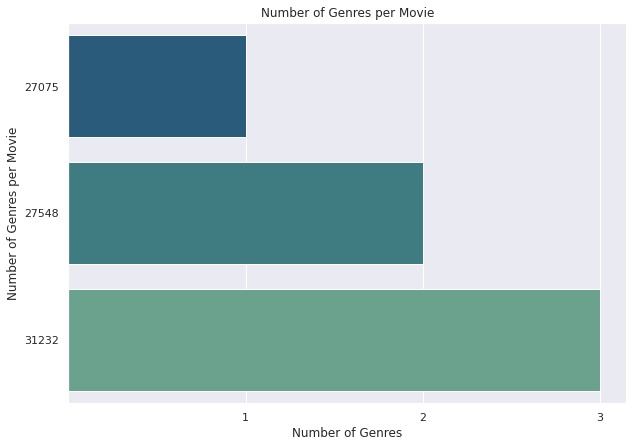 Number of Genres per Movie
Number of Genres per Movie
27075
27548
31232
1 2 3
Number of Genres